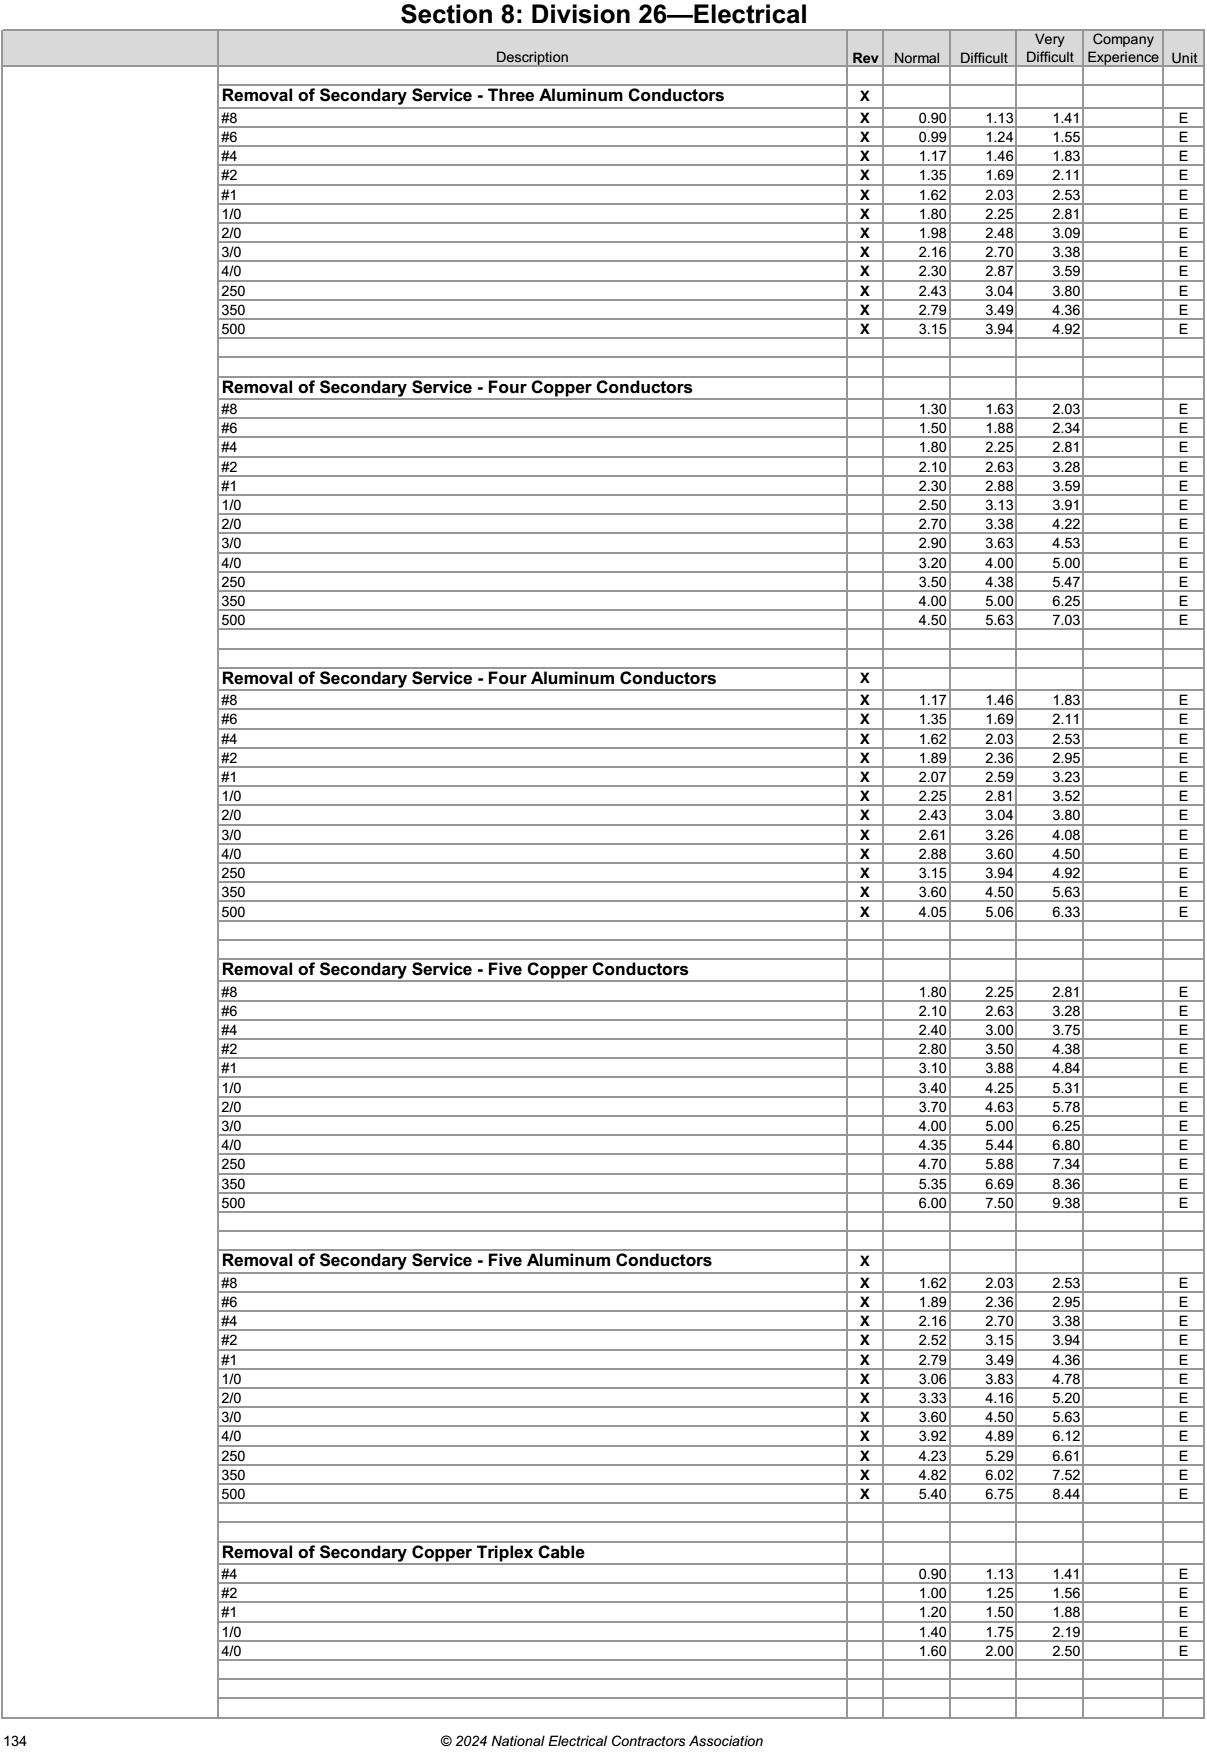 Section 8: Division 26—Electrical
Description Rev Normal Difficult Very Difficult Company Experience Unit
Removal of Secondary Service - Three Aluminum Conductors X
#8 X 0.90 1.13 1.41 E
#6 X 0.99 1.24 1.55 E
#4 X 1.17 1.46 1.83 E
#2 X 1.35 1.69 2.11 E
#1 X 1.62 2.03 2.53 E
1/0 X 1.80 2.25 2.81 E
2/0 X 1.98 2.48 3.09 E
3/0 X 2.16 2.70 3.38 E
4/0 X 2.30 2.87 3.59 E
250 X 2.43 3.04 3.80 E
350 X 2.79 3.49 4.36 E
500 X 3.15 3.94 4.92 E
Removal of Secondary Service - Four Copper Conductors
#8 1.30 1.63 2.03 E
#6 1.50 1.88 2.34 E
#4 1.80 2.25 2.81 E
#2 2.10 2.63 3.28 E
#1 2.30 2.88 3.59 E
1/0 2.50 3.13 3.91 E
2/0 2.70 3.38 4.22 E
3/0 2.90 3.63 4.53 E
4/0 3.20 4.00 5.00 E
250 3.50 4.38 5.47 E
350 4.00 5.00 6.25 E
500 4.50 5.63 7.03 E
Removal of Secondary Service - Four Aluminum Conductors X
#8 X 1.17 1.46 1.83 E
#6 X 1.35 1.69 2.11 E
#4 X 1.62 2.03 2.53 E
#2 X 1.89 2.36 2.95 E
#1 X 2.07 2.59 3.23 E
1/0 X 2.25 2.81 3.52 E
2/0 X 2.43 3.04 3.80 E
3/0 X 2.61 3.26 4.08 E
4/0 X 2.88 3.60 4.50 E
250 X 3.15 3.94 4.92 E
350 X 3.60 4.50 5.63 E
500 X 4.05 5.06 6.33 E
Removal of Secondary Service - Five Copper Conductors
#8 1.80 2.25 2.81 E
#6 2.10 2.63 3.28 E
#4 2.40 3.00 3.75 E
#2 2.80 3.50 4.38 E
#1 3.10 3.88 4.84 E
1/0 3.40 4.25 5.31 E
2/0 3.70 4.63 5.78 E
3/0 4.00 5.00 6.25 E
4/0 4.35 5.44 6.80 E
250 4.70 5.88 7.34 E
350 5.35 6.69 8.36 E
500 6.00 7.50 9.38 E
Removal of Secondary Service - Five Aluminum Conductors X
#8 X 1.62 2.03 2.53 E
#6 X 1.89 2.36 2.95 E
#4 X 2.16 2.70 3.38 E
#2 X 2.52 3.15 3.94 E
#1 X 2.79 3.49 4.36 E
1/0 X 3.06 3.83 4.78 E
2/0 X 3.33 4.16 5.20 E
3/0 X 3.60 4.50 5.63 E
4/0 X 3.92 4.89 6.12 E
250 X 4.23 5.29 6.61 E
350 X 4.82 6.02 7.52 E
500 X 5.40 6.75 8.44 E
Removal of Secondary Copper Triplex Cable
#4 0.90 1.13 1.41 E
#2 1.00 1.25 1.56 E
#1 1.20 1.50 1.88 E
1/0 1.40 1.75 2.19 E
4/0 1.60 2.00 2.50 E
134 © 2024 National Electrical Contractors Association